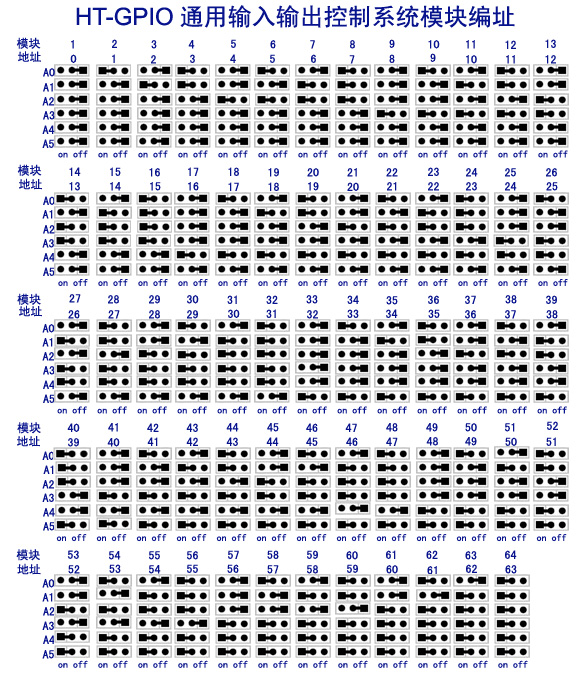 HT-GPIO 通用输入输出控制系统模块编址
模块 1 2 3 4 5 6 7 8 9 10 11 12 13
地址 0 1 2 3 4 5 6 7 8 9 10 11 12
A0
A1
A2
A3
A4
A5
on off on off on off on off on off on off on off on off on off on off on off on off on off
模块 14 15 16 17 18 19 20 21 22 23 24 25 26
地址 13 14 15 16 17 18 19 20 21 22 23 24 25
A0
A1
A2
A3
A4
A5
on off on off on off on off on off on off on off on off on off on off on off on off on off
模块 27 28 29 30 31 32 33 34 35 36 37 38 39
地址 26 27 28 29 30 31 32 33 34 35 36 37 38
A0
A1
A2
A3
A4
A5
on off on off on off on off on off on off on off on off on off on off on off on off on off
模块 40 41 42 43 44 45 46 47 48 49 50 51 52
地址 39 40 41 42 43 44 45 46 47 48 49 50 51
A0
A1
A2
A3
A4
A5
on off on off on off on off on off on off on off on off on off on off on off on off on off
模块 53 54 55 56 57 58 59 60 61 62 63 64
地址 52 53 54 55 56 57 58 59 60 61 62 63
A0
A1
A2
A3
A4
A5
on off on off on off on off on off on off on off on off on off on off on off on off